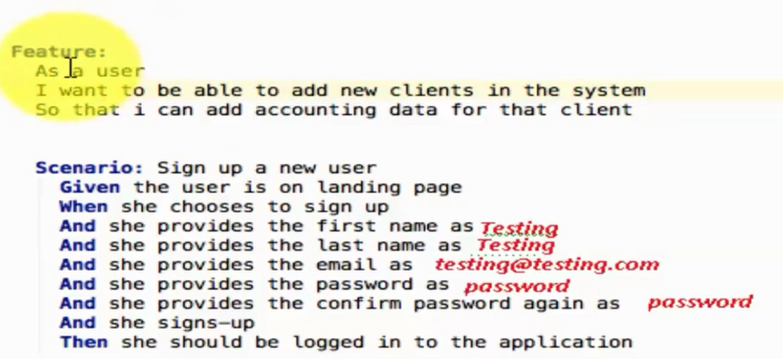 Feature:
As a user
I want to be able to add new clients in the system
So that i can add accounting data for that client
Scenario: Sign up a new user
Given the user is on landing page
When she chooses to sign up
And she provides the first name as Testing
And she provides the last name as Testing
And she provides the email as testing@testing.com
And she provides the password as password
And she provides the confirm password again as password
And she signs-up
Then she should be logged in to the application